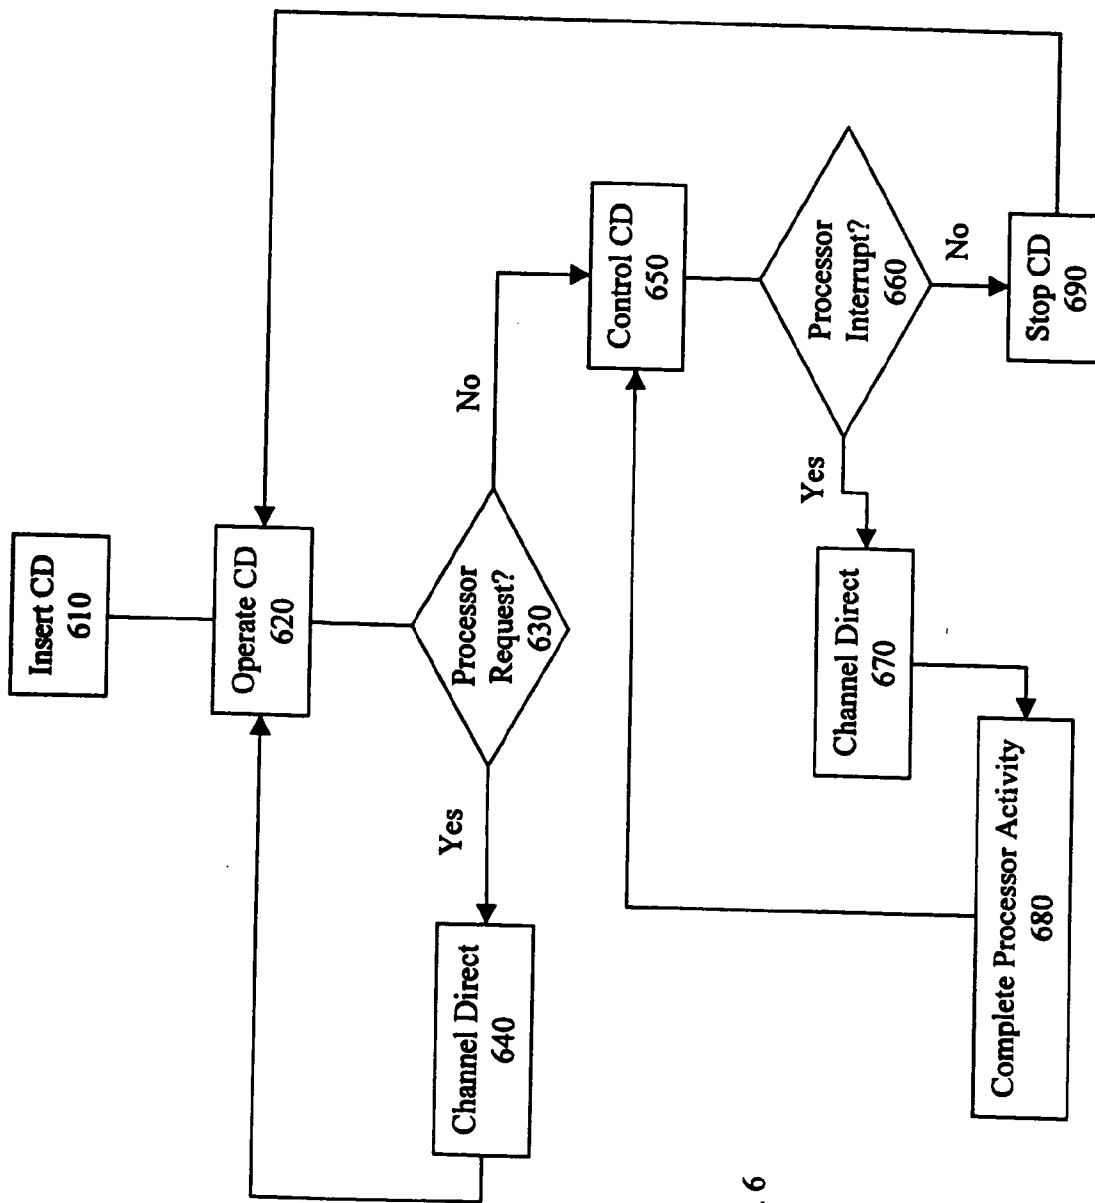 Insert CD
610
Operate CD
620
Processor
Request?
630
Yes
No
Channel Direct
640
Control CD
650
Processor
Interrupt?
660
Yes
No
Channel Direct
670
Complete Processor Activity
680
Stop CD
690
. 6